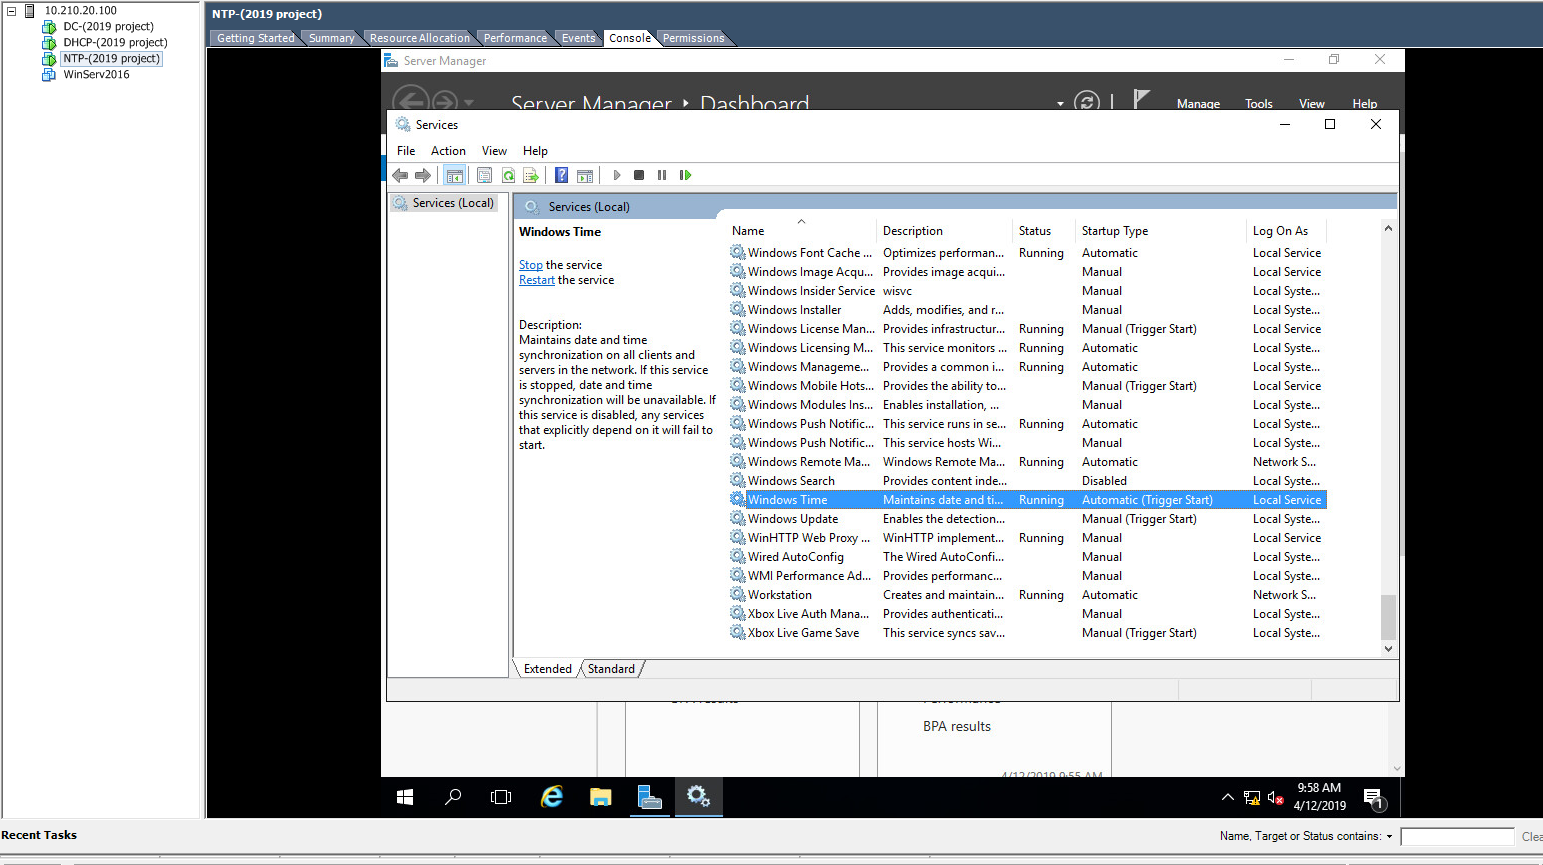 10.210.20.100
DC-(2019 project)
DHCP-(2019 project)
NTP-(2019 project)
WinServ2016
NTP-(2019 project)
Getting Started Summary Resource Allocation Performance Events Console Permissions
Server Manager
Server Manager Dashboard
Manage Tools View Help
Services
File Action View Help
Services (Local)
Services (Local)
Windows Time
Stop the service
Restart the service
Description:
Maintains date and time
synchronization on all clients and
servers in the network. If this service
is stopped, date and time
synchronization will be unavailable. If
this service is disabled, any services
that explicitly depend on it will fail to
start.
Name Description Status Startup Type Log On As
Windows Font Cache ... Optimizes performan... Running Automatic Local Service
Windows Image Acqu... Provides image acqui... Manual Local Service
Windows Insider Service wisvc Manual Local Syste...
Windows Installer Adds, modifies, and r... Manual Local Syste...
Windows License Man... Provides infrastructur... Running Manual (Trigger Start) Local Service
Windows Licensing M... This service monitors ... Running Automatic Local Syste...
Windows Manageme... Provides a common i... Running Automatic Local Syste...
Windows Mobile Hots... Provides the ability to... Manual (Trigger Start) Local Service
Windows Modules Ins... Enables installation, ... Manual Local Syste...
Windows Push Notific... This service runs in se... Running Automatic Local Syste...
Windows Push Notific... This service hosts Wi... Manual Local Syste...
Windows Remote Ma... Windows Remote Ma... Running Automatic Network S...
Windows Search Provides content inde... Disabled Local Syste...
Windows Time Maintains date and ti... Running Automatic (Trigger Start) Local Service
Windows Update Enables the detection... Manual (Trigger Start) Local Syste...
WinHTTP Web Proxy ... WinHTTP implement... Running Manual Local Service
Wired AutoConfig The Wired AutoConfi... Manual Local Syste...
WMI Performance Ad... Provides performanc... Manual Local Syste...
Workstation Creates and maintain... Running Automatic Network S...
Xbox Live Auth Mana... Provides authenticati... Manual Local Syste...
Xbox Live Game Save This service syncs sav... Manual (Trigger Start) Local Syste...
Extended Standard
BPA results
4/12/2019 9:55 AM
9:58 AM
4/12/2019
1
Recent Tasks
Name, Target or Status contains: